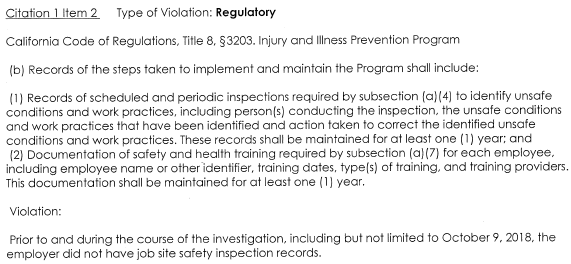 Citation 1 Item 2 Type of Violation: Regulatory
California Code of Regulations, Title 8, §3203. Injury and Illness Prevention Program
(b) Records of the steps taken to implement and maintain the Program shall include:
(1) Records of scheduled and periodic inspections required by subsection (a)(4) to identify unsafe
conditions and work practices, including person(s) conducting the inspection, the unsafe conditions
and work practices that have been identified and action taken to correct the identified unsafe
conditions and work practices. These records shall be maintained for at least one (1) year; and
(2) Documentation of safety and health training required by subsection (a)(7) for each employee,
including employee name or other identifier, training dates, type(s) of training, and training providers.
This documentation shall be maintained for at least one (1) year.
Violation:
Prior to and during the course of the investigation, including but not limited to October 9, 2018, the
employer did not have job site safety inspection records.